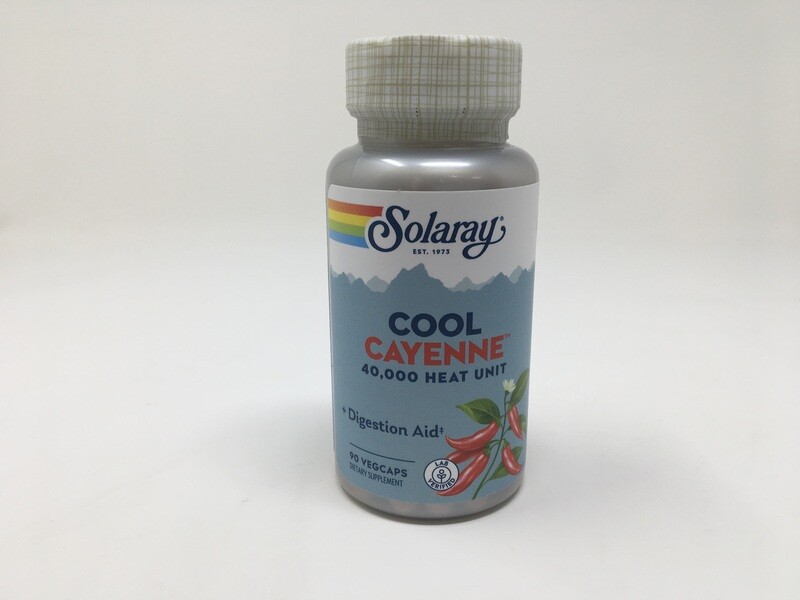 Solaray®
EST. 1973
COOL
CAYENNE™
40,000 HEAT UNIT
+ Digestion Aid‡
90 VEGCAPS
DIETARY SUPPLEMENT
LAB
VERIFIED